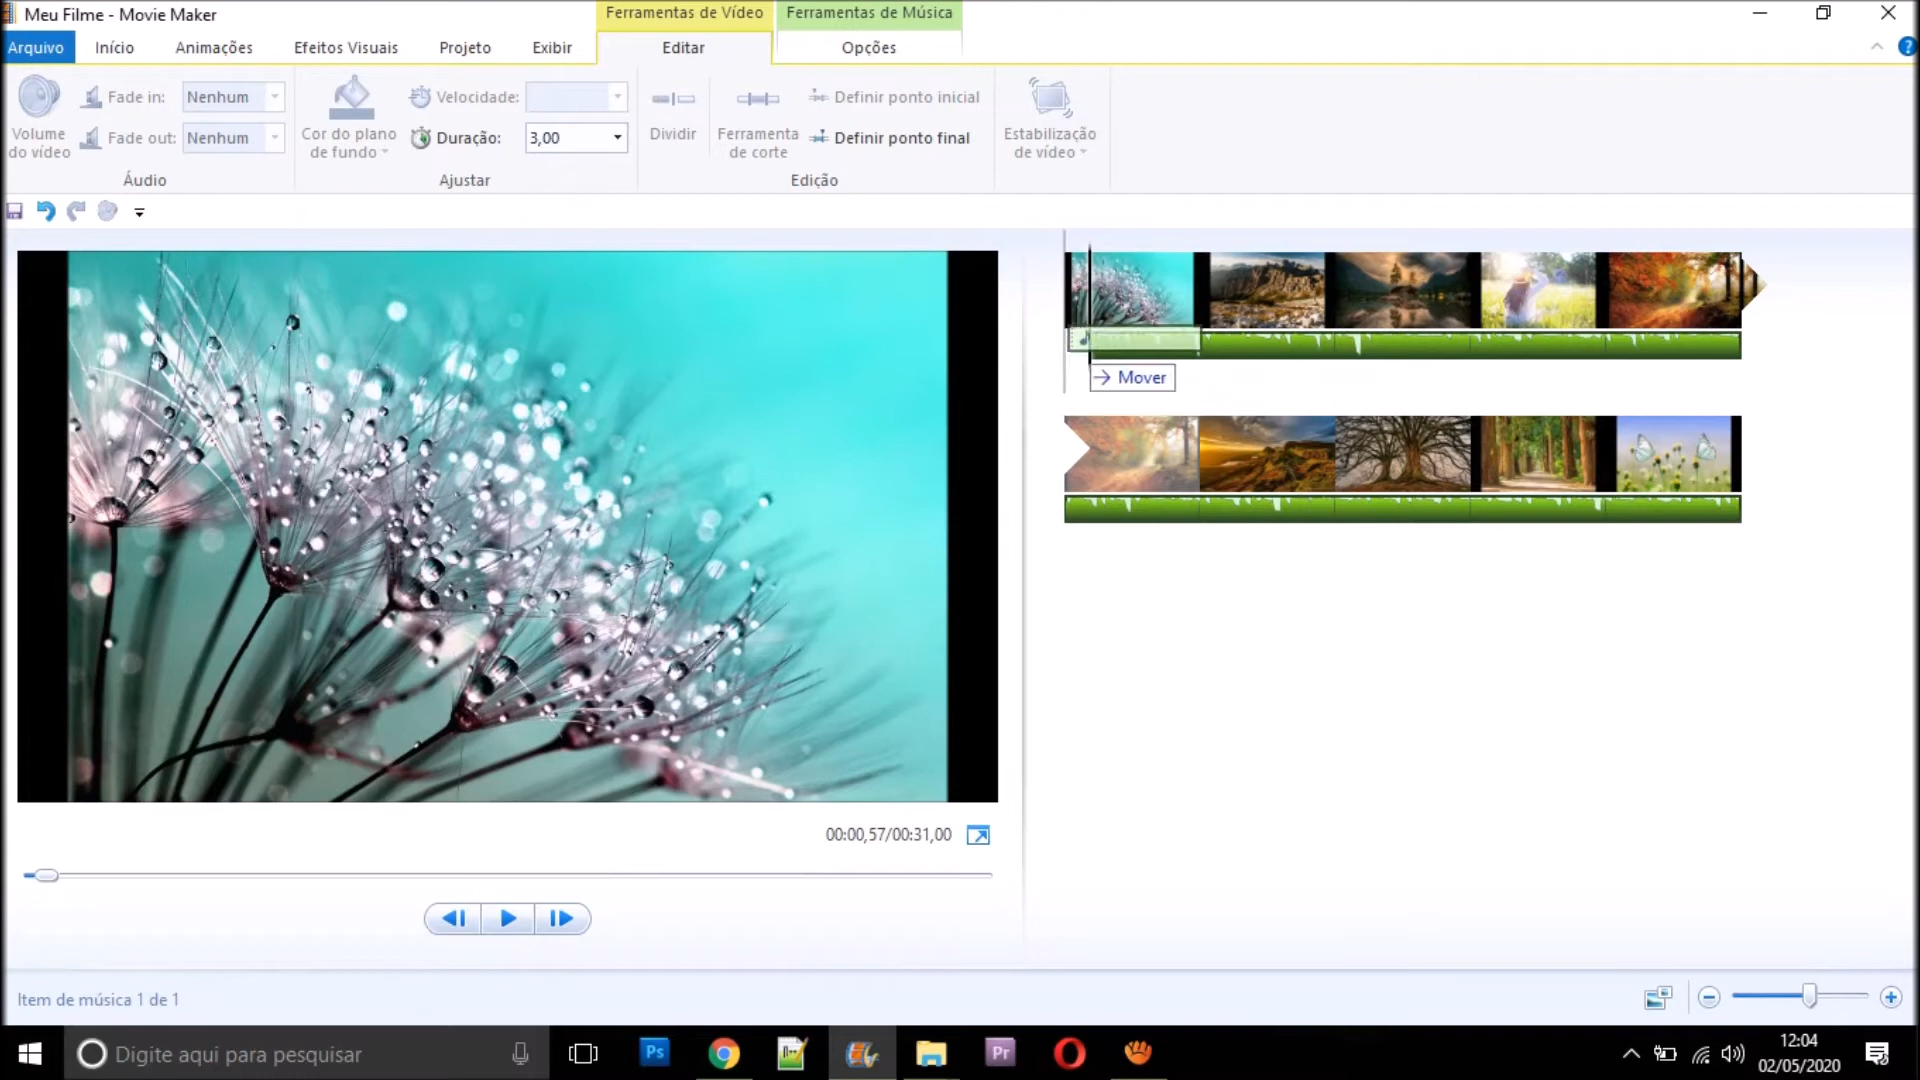 Meu Filme - Movie Maker
Ferramentas de Vídeo
Ferramentas de Música
Arquivo
Início
Animações
Efeitos Visuais
Projeto
Exibir
Editar
Opções
?
Volume
do vídeo
Fade in:
Nenhum
Fade out:
Nenhum
Áudio
Cor do plano
de fundo
Velocidade:
Duração:
3,00
Ajustar
Dividir
Ferramenta
de corte
Definir ponto inicial
Definir ponto final
Edição
Estabilização
de vídeo
Mover
00:00,57/00:31,00
Item de música 1 de 1
Digite aqui para pesquisar
Ps
Pr
12:04
02/05/2020